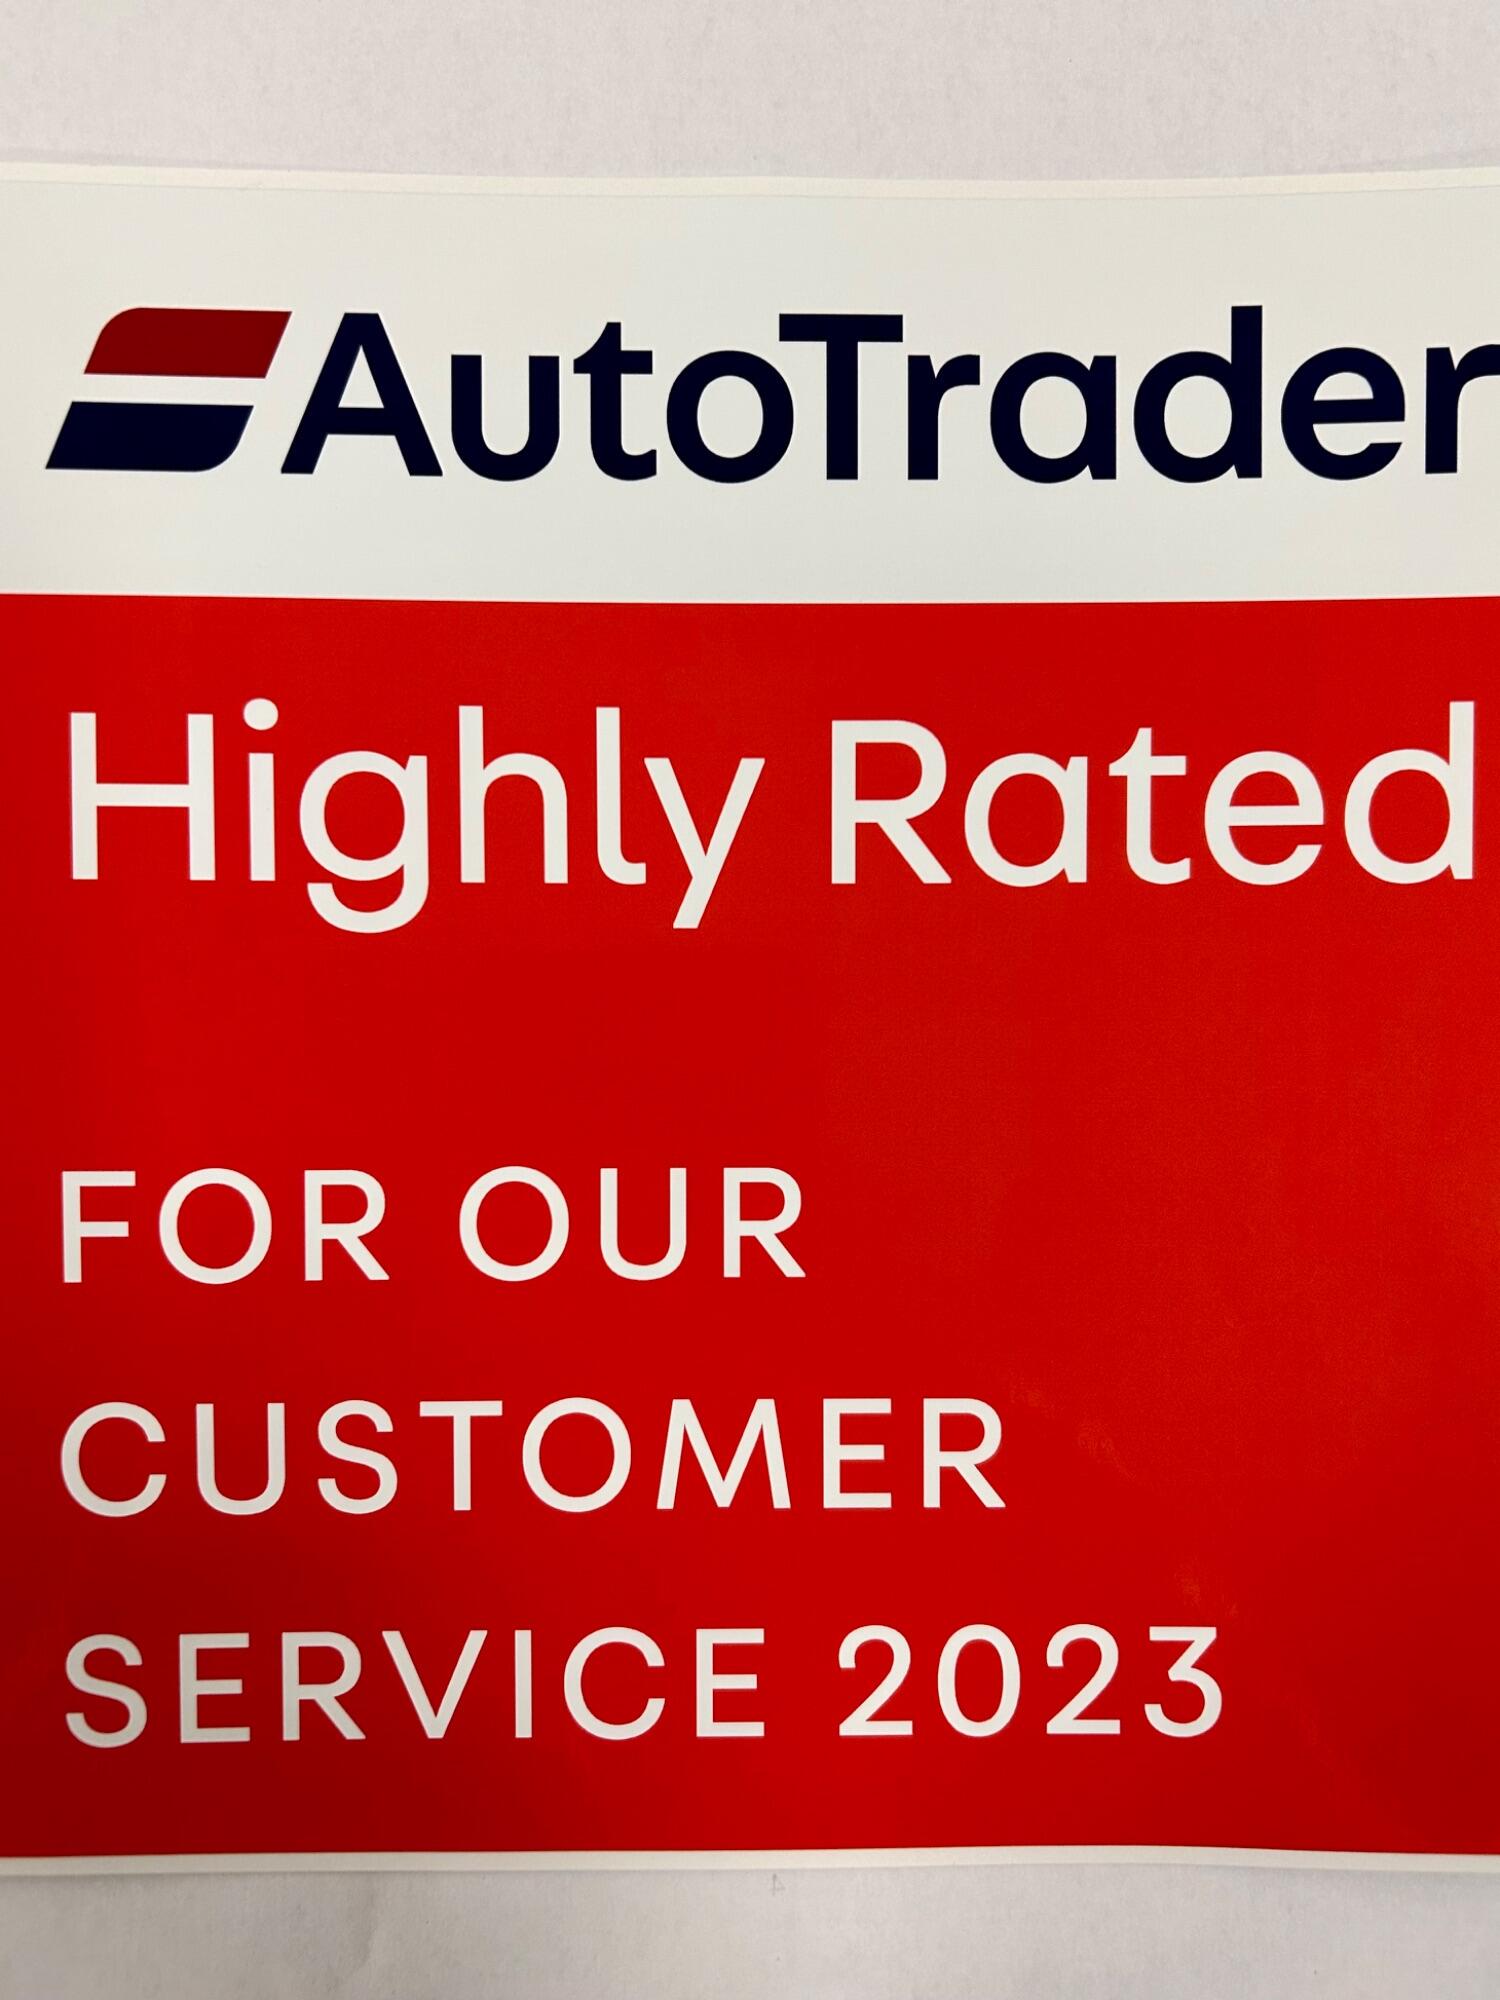 AutoTrader
Highly Rated
FOR OUR
CUSTOMER
SERVICE 2023